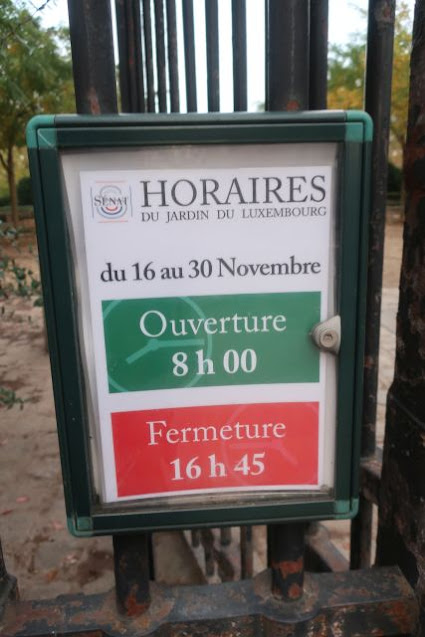 SÉNAT
HORAIRES
DU JARDIN DU LUXEMBOURG
du 16 au 30 Novembre
Ouverture
8 h 00
Fermeture
16 h 45